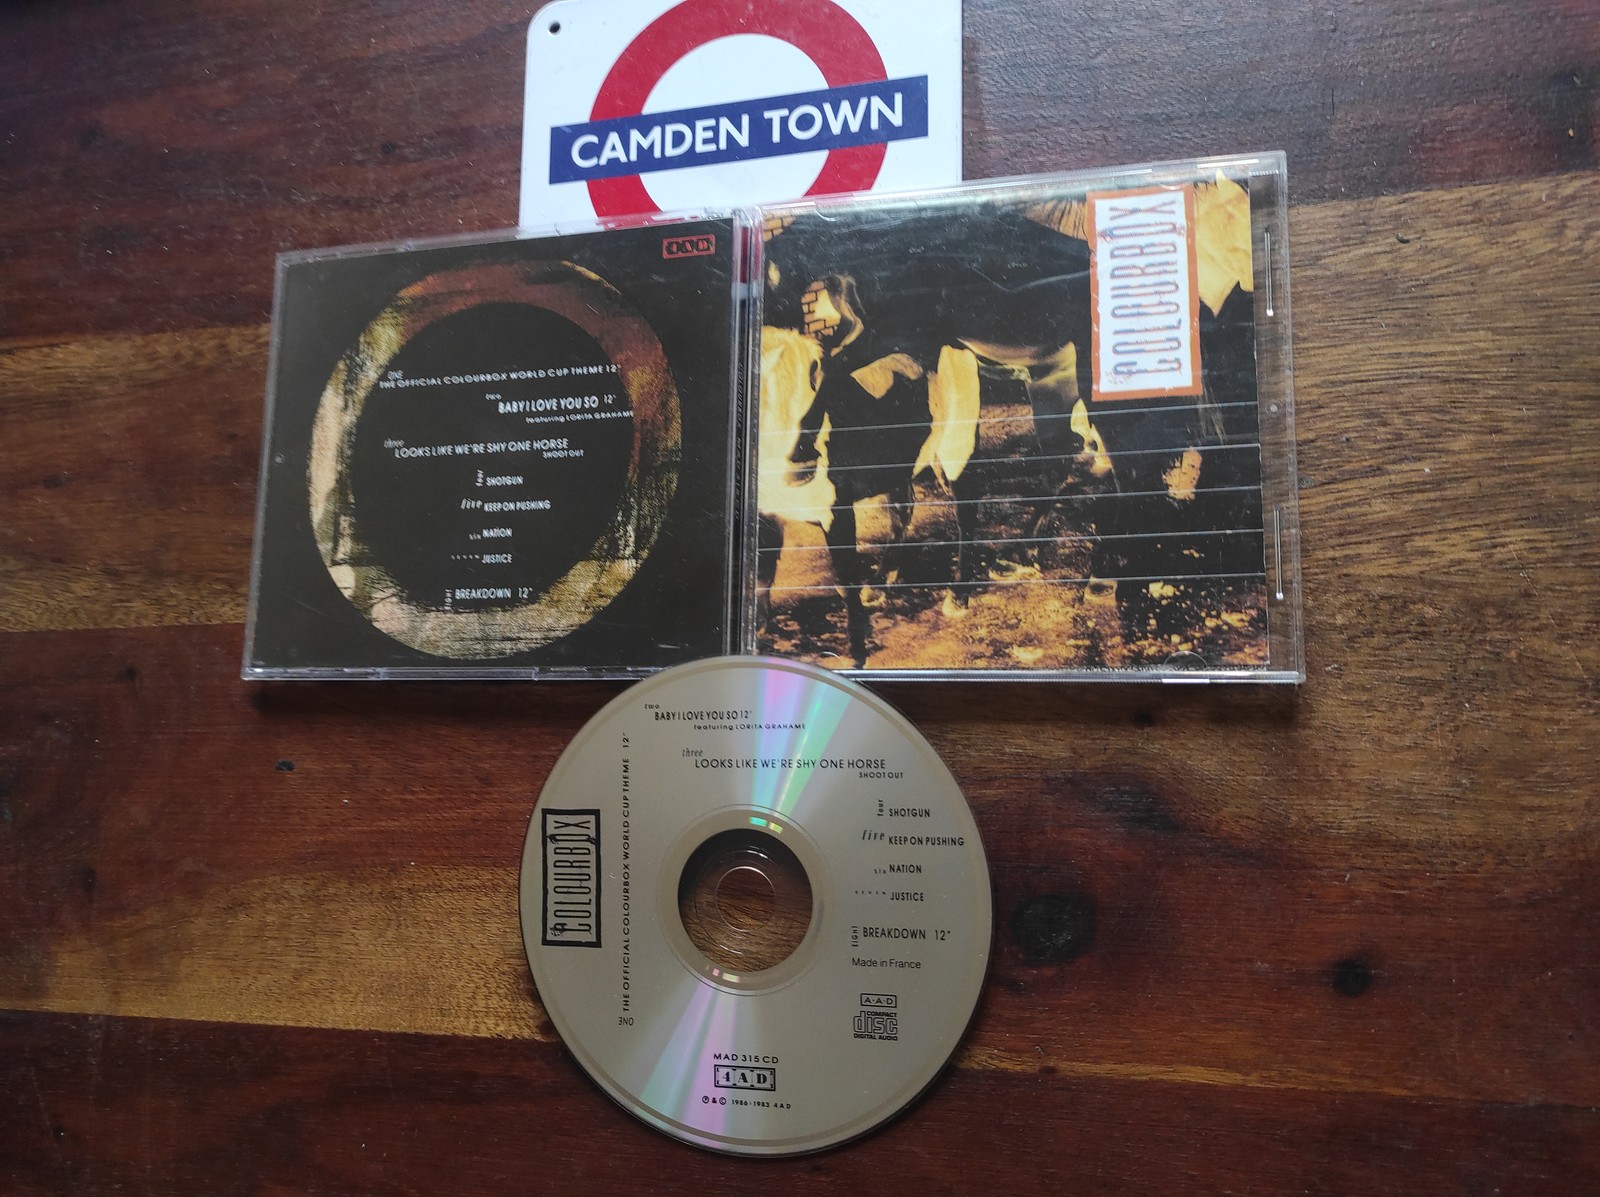 CAMDEN TOWN
4AD
ONE
THE OFFICIAL COLOURBOX WORLD CUP THEME 12"
two
BABY I LOVE YOU SO 12"
featuring LORITA GRAHAME
three
LOOKS LIKE WE'RE SHY ONE HORSE
SHOOT OUT
four SHOTGUN
five KEEP ON PUSHING
six NATION
seven JUSTICE
EIGHT BREAKDOWN 12"
COLOURBOX
two
BABY I LOVE YOU SO 12"
featuring LORITA GRAHAME
three
LOOKS LIKE WE'RE SHY ONE HORSE
SHOOT OUT
four SHOTGUN
five KEEP ON PUSHING
six NATION
seven JUSTICE
EIGHT BREAKDOWN 12"
Made in France
COLOURBOX
ONE
THE OFFICIAL COLOURBOX WORLD CUP THEME 12"
A·A·D
COMPACT
disc
DIGITAL AUDIO
MAD 315 CD
4AD
℗ & © 1986 - 1983 4AD